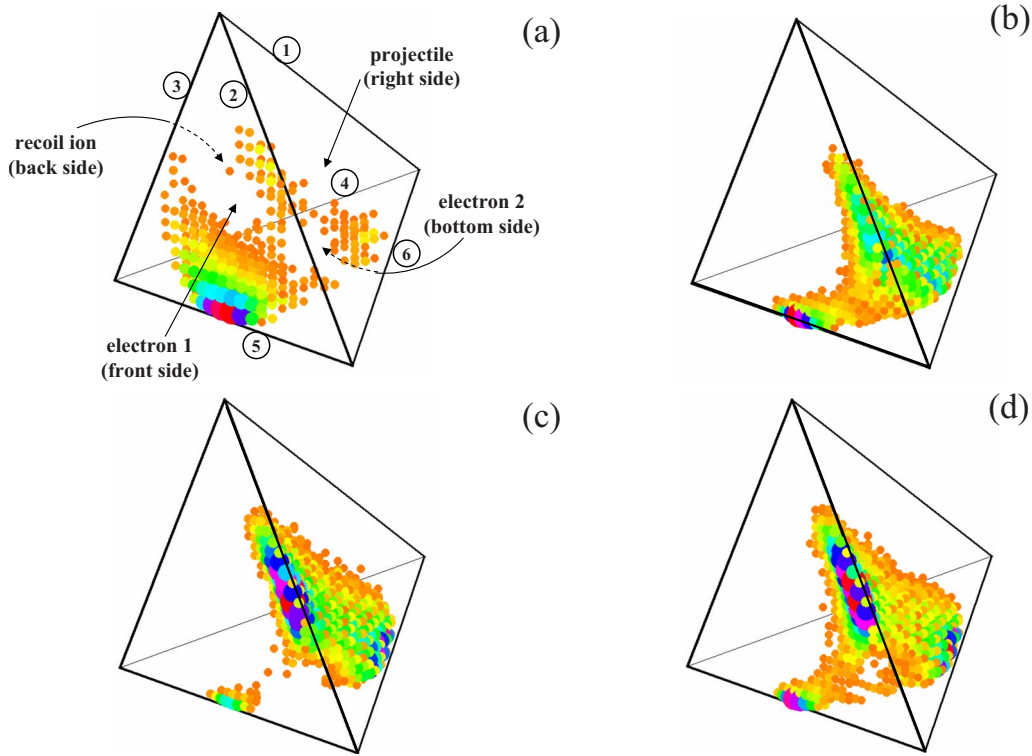 (a)
(b)
1
projectile
(right side)
3
2
recoil ion
(back side)
4
electron 2
(bottom side)
6
electron 1
(front side)
5
(c)
(d)